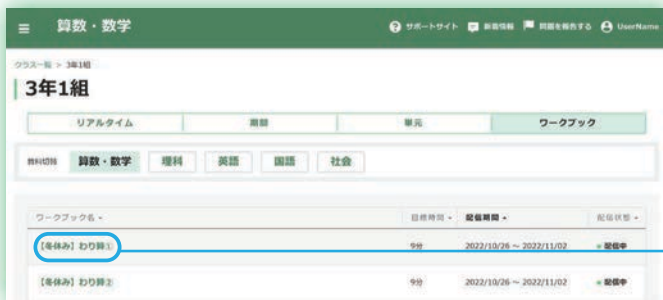 算数・数学
サポートサイト 新着情報 問題を報告する UserName
クラス一覧 > 3年1組
3年1組
リアルタイム 期間 単元 ワークブック
教科切替 算数・数学 理科 英語 国語 社会
ワークブック名 目標時間 配信期間 配信状態
【冬休み】わり算① 9分 2022/10/26 ~ 2022/11/02 配信中
【冬休み】わり算② 9分 2022/10/26 ~ 2022/11/02 配信中